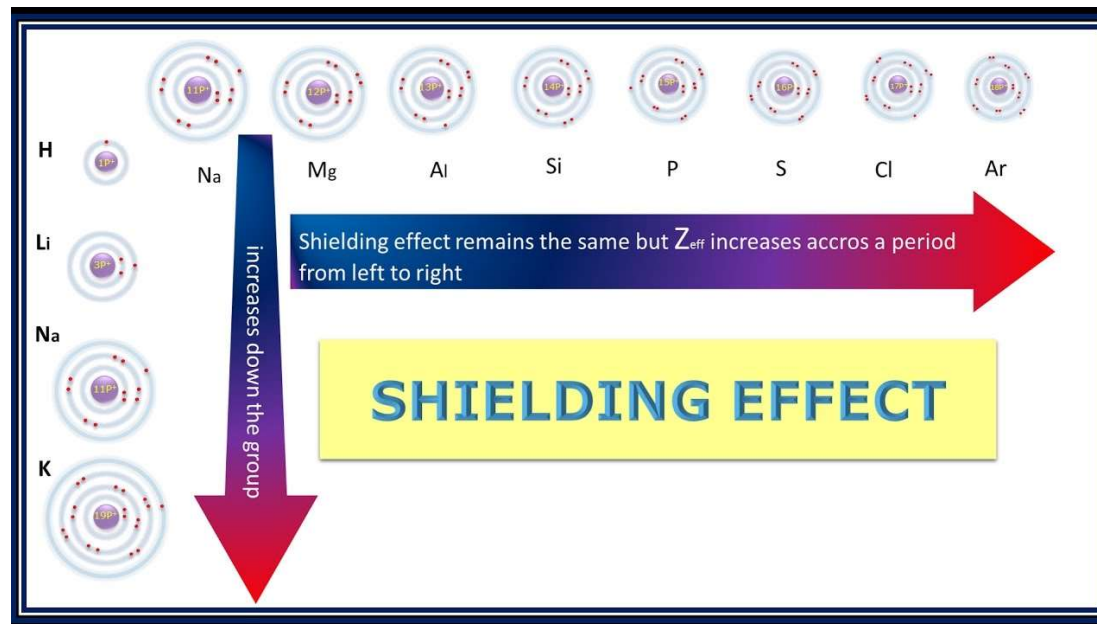 11P+ 12P+ 13P+ 14P+ 15P+ 16P+ 17P+ 18P+
H
1P+
Na Mg Al Si P S Cl Ar
Li
3P+
Shielding effect remains the same but Zeff increases accros a period
from left to right
increases down the group
Na
11P+
SHIELDING EFFECT
K
19P+